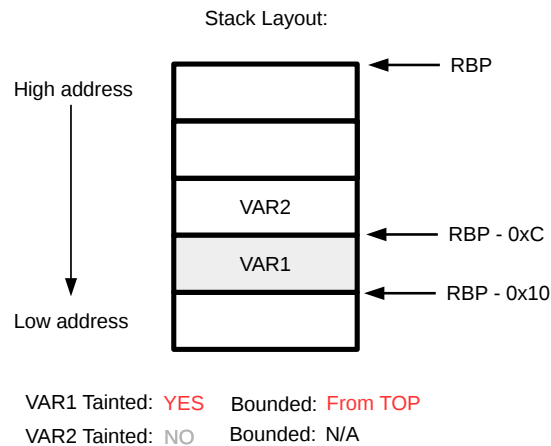 Stack Layout:
RBP
High address
VAR2
RBP - 0xC
VAR1
RBP - 0x10
Low address
VAR1 Tainted: YES Bounded: From TOP
VAR2 Tainted: NO Bounded: N/A